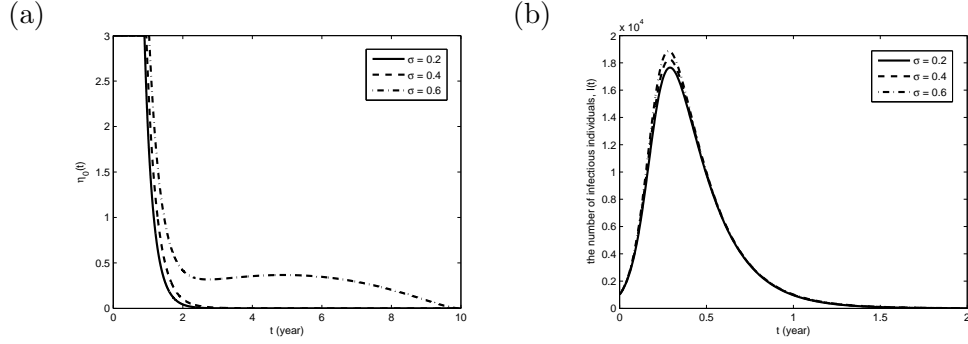 (a)
3
2.5
2
1.5
1
0.5
0
0 2 4 6 8 10
t (year)
η₀(t)
σ = 0.2
σ = 0.4
σ = 0.6
(b)
x 10⁴
2
1.8
1.6
1.4
1.2
1
0.8
0.6
0.4
0.2
0
0 0.5 1 1.5 2
t (year)
the number of infectious individuals, I(t)
σ = 0.2
σ = 0.4
σ = 0.6